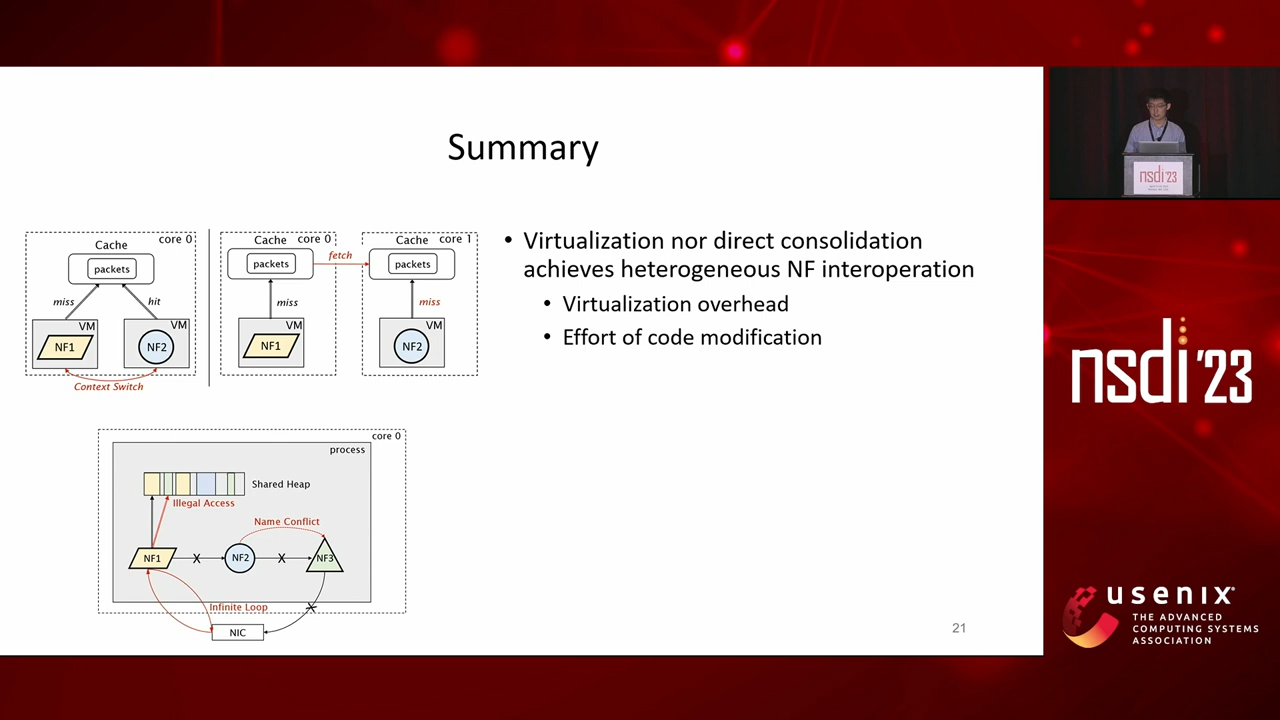 Summary
Cache
core 0
packets
miss
hit
VM
NF1
VM
NF2
Context Switch
Cache
core 0
packets
fetch
miss
VM
NF1
Cache
core 1
packets
miss
VM
NF2
core 0
process
Shared Heap
Illegal Access
Name Conflict
NF1
X
NF2
X
NF3
Infinite Loop
NIC
• Virtualization nor direct consolidation
achieves heterogeneous NF interoperation
• Virtualization overhead
• Effort of code modification
21
nsdi'23
nsdi '23
usenix®
THE ADVANCED
COMPUTING SYSTEMS
ASSOCIATION